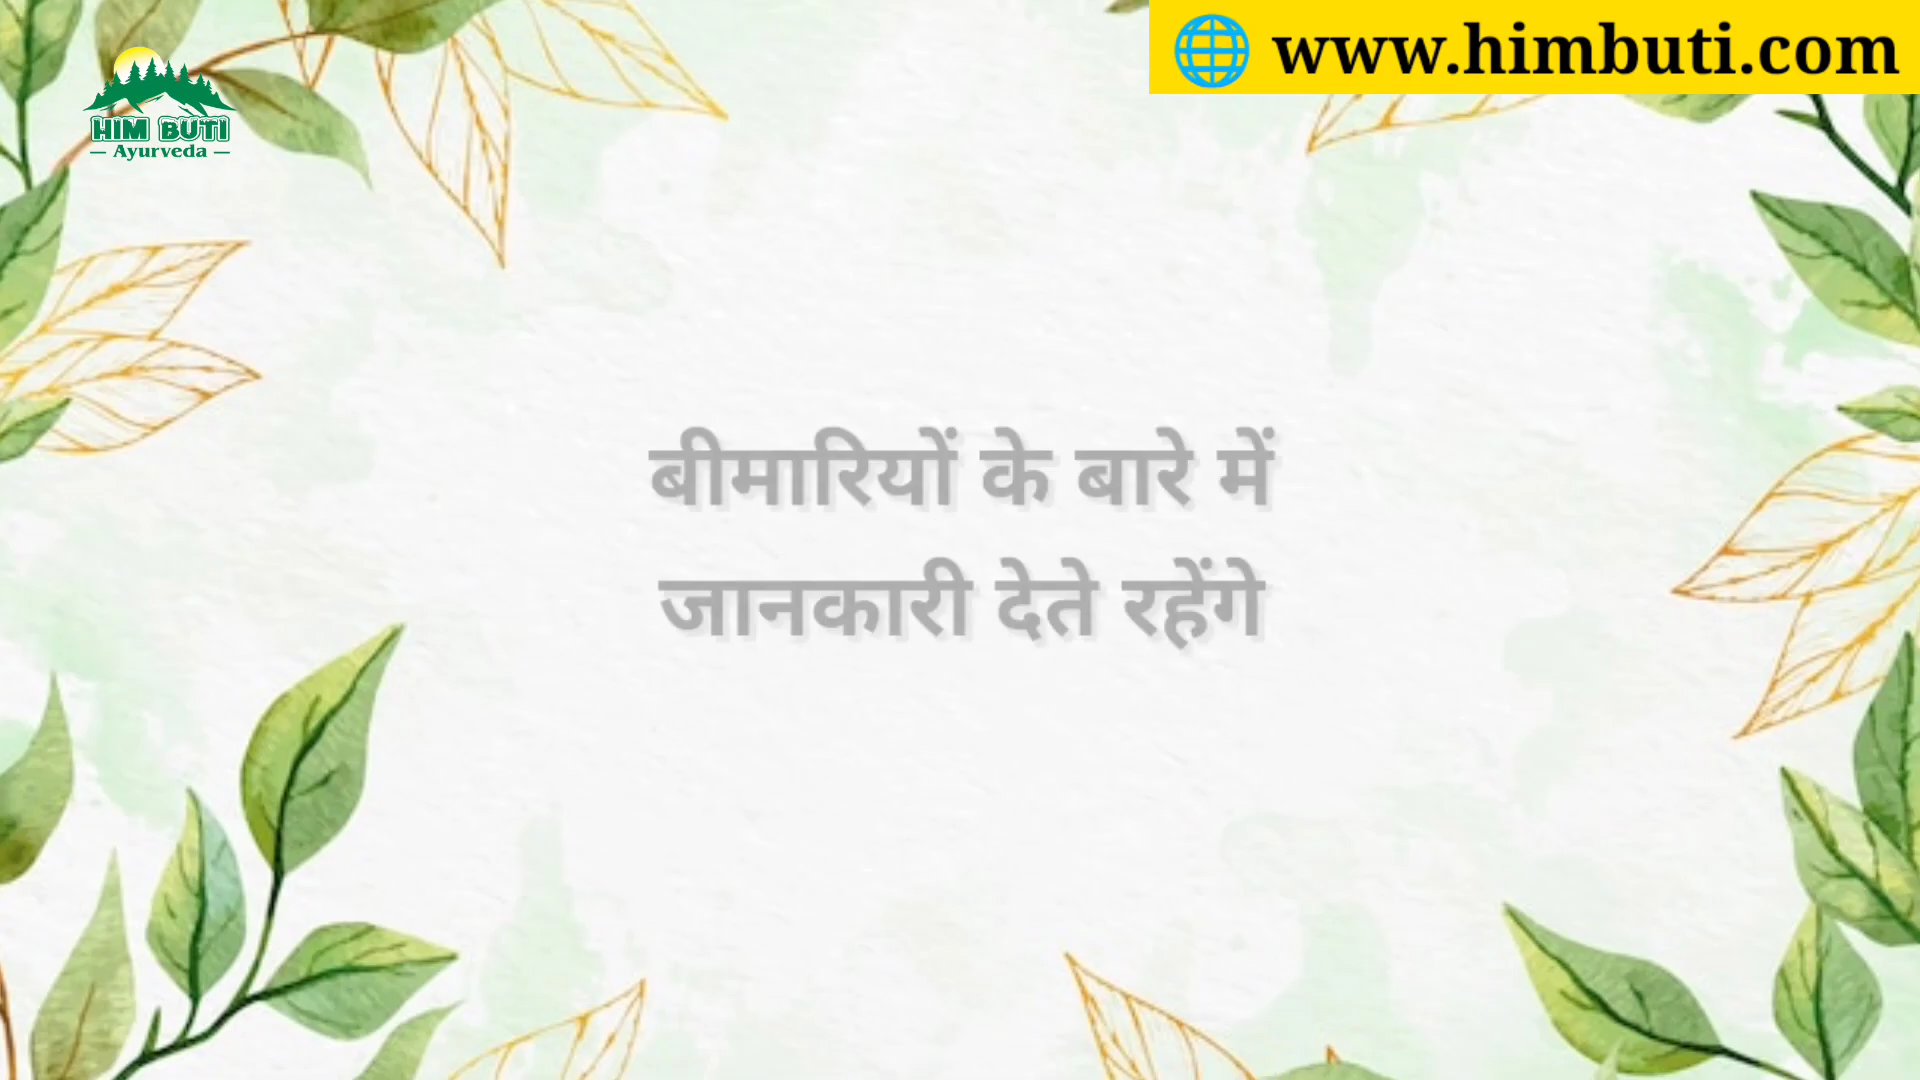 HIM BUTI
Ayurveda
www.himbuti.com
बीमारियों के बारे में
जानकारी देते रहेंगे